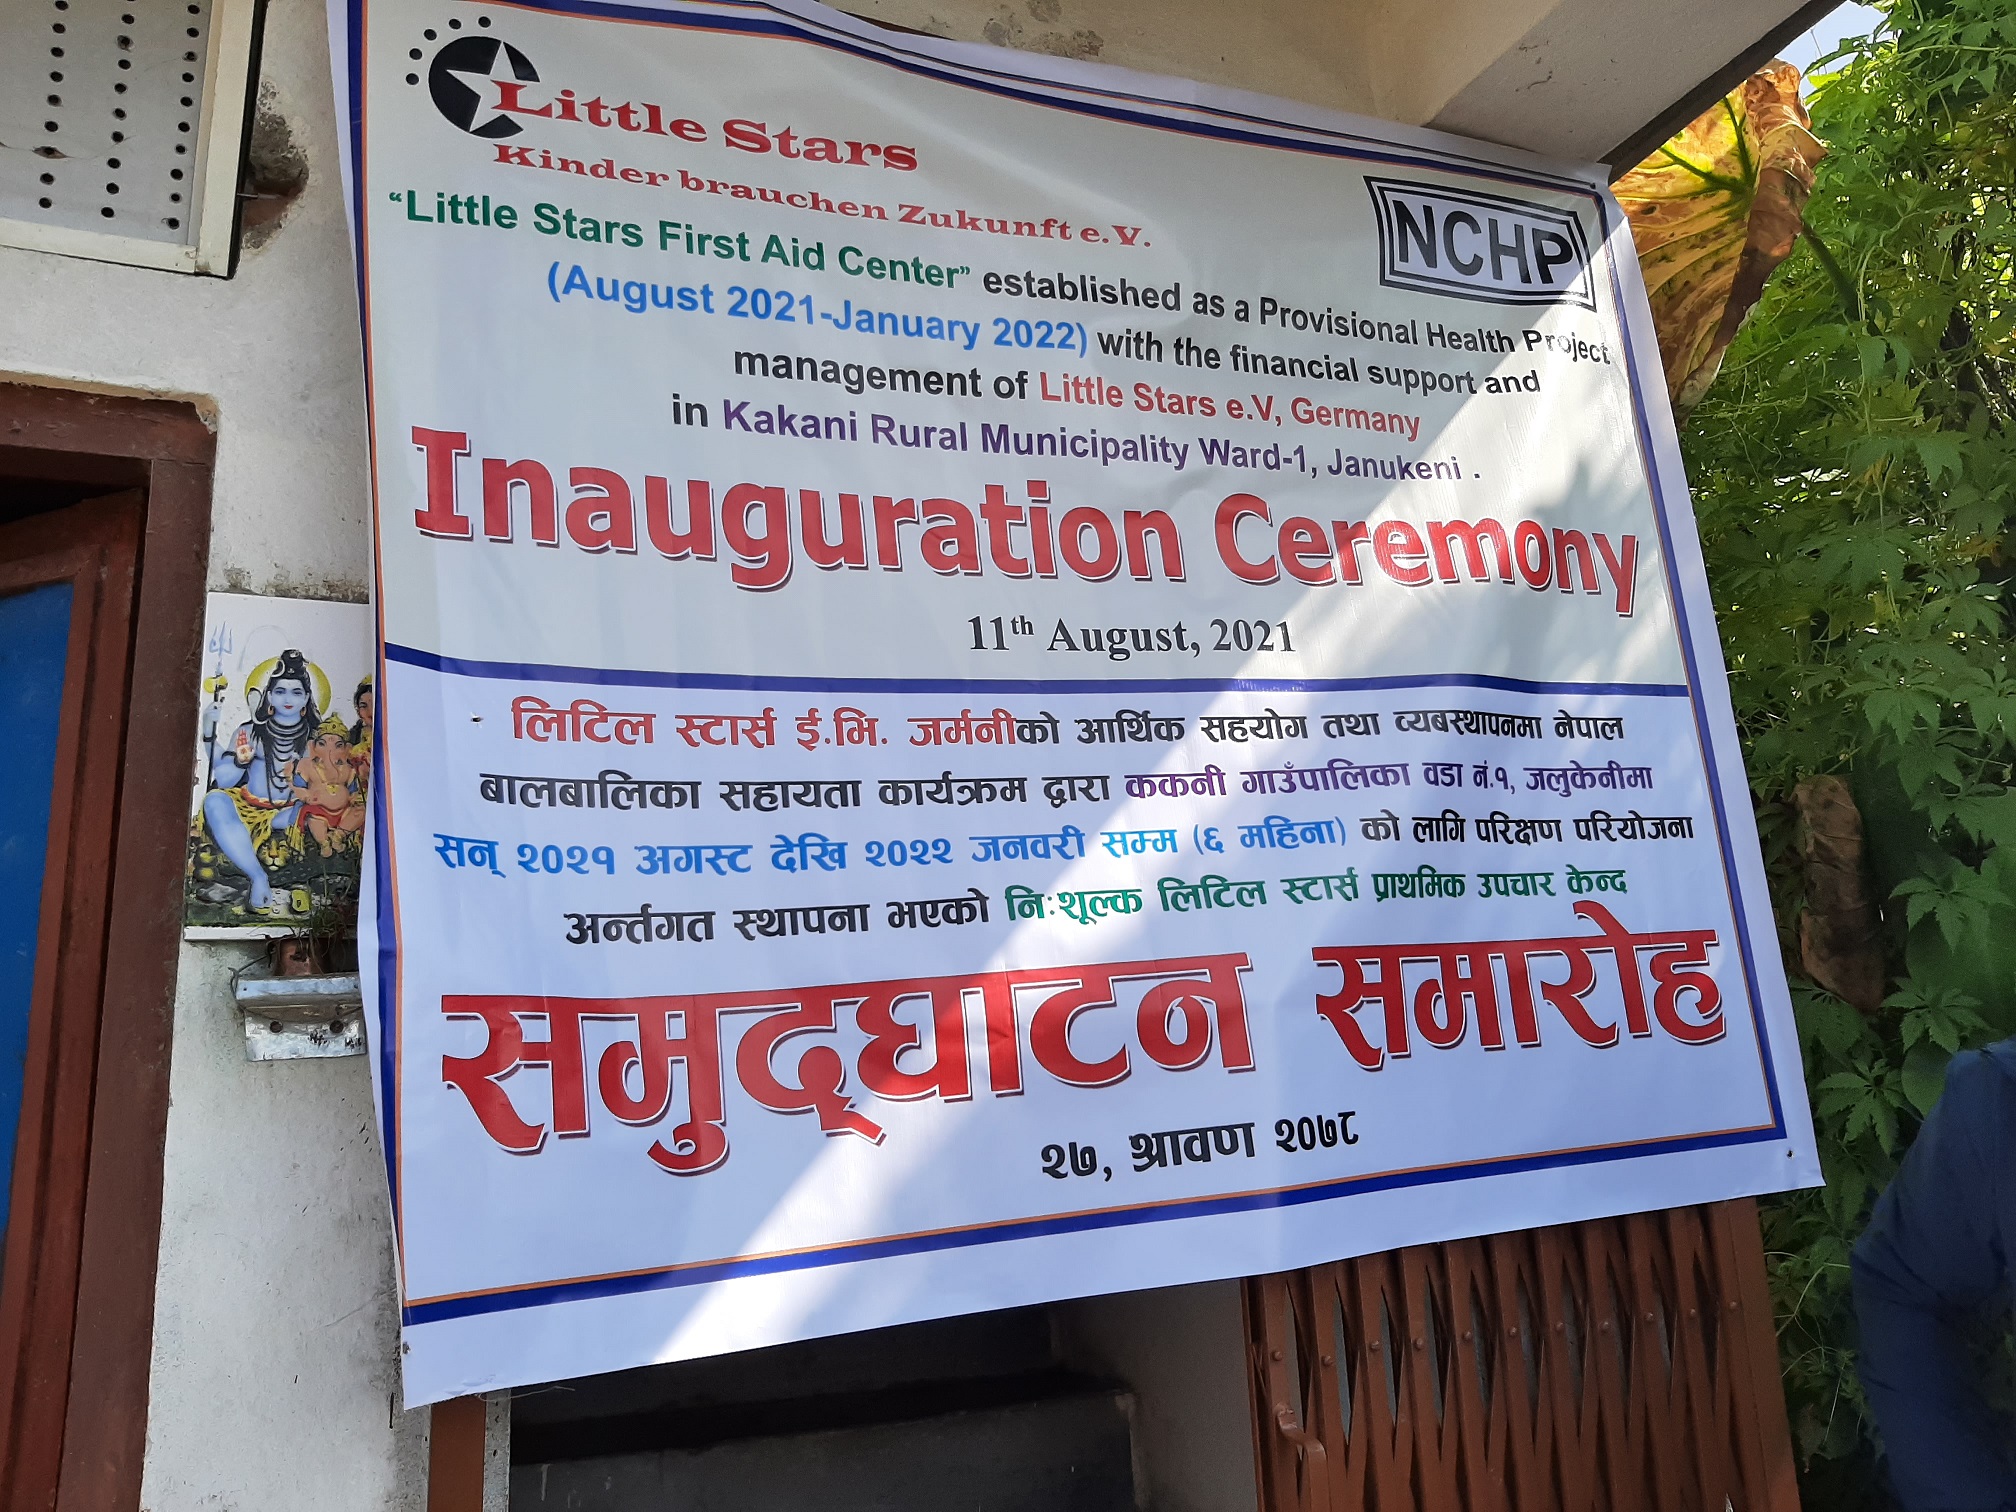 Little Stars
Kinder brauchen Zukunft e.V.
NCHP
“Little Stars First Aid Center” established as a Provisional Health Project
(August 2021-January 2022) with the financial support and
management of Little Stars e.V, Germany
in Kakani Rural Municipality Ward-1, Janukeni .
Inauguration Ceremony
11th August, 2021
लिटिल स्टार्स ई.भि. जर्मनीको आर्थिक सहयोग तथा व्यबस्थापनमा नेपाल
बालबालिका सहायता कार्यक्रम द्वारा ककनी गाउँपालिका वडा नं.१, जलुकेनीमा
सन् २०२१ अगस्ट देखि २०२२ जनवरी सम्म (६ महिना) को लागि परिक्षण परियोजना
अर्न्तगत स्थापना भएको नि:शूल्क लिटिल स्टार्स प्राथमिक उपचार केन्द
समुद्घाटन समारोह
२७, श्रावण २०७८